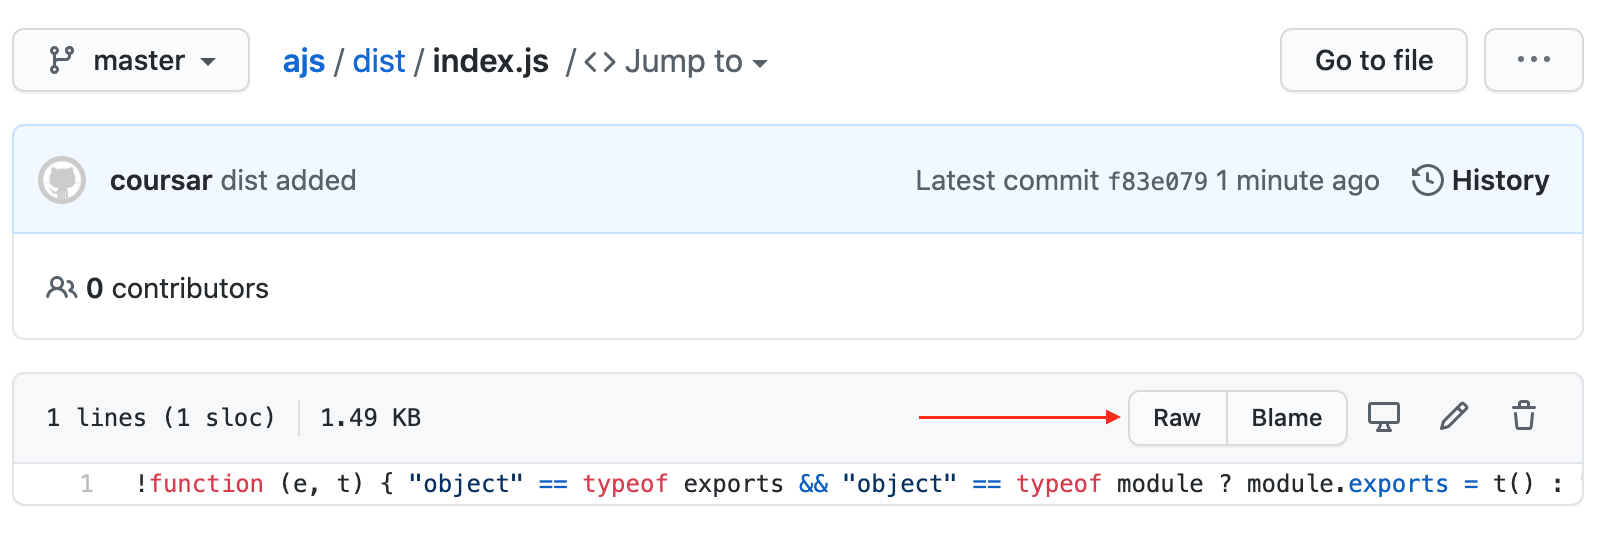 master ajs / dist / index.js / <> Jump to Go to file ...
coursar dist added Latest commit f83e079 1 minute ago History
0 contributors
1 lines (1 sloc) 1.49 KB Raw Blame
1 !function (e, t) { "object" == typeof exports && "object" == typeof module ? module.exports = t() :